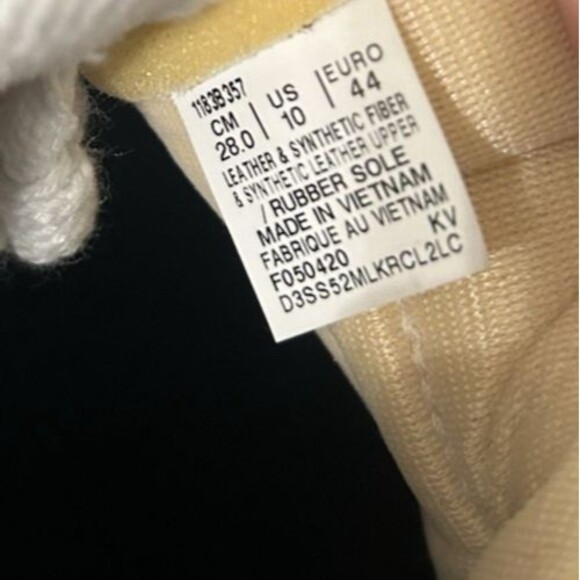 1183B357
CM | US | EURO
28.0 | 10 | 44
LEATHER & SYNTHETIC FIBER
& SYNTHETIC LEATHER UPPER
/ RUBBER SOLE
MADE IN VIETNAM
FABRIQUE AU VIETNAM
F050420 KV
D3SS52MLKRCL2LC